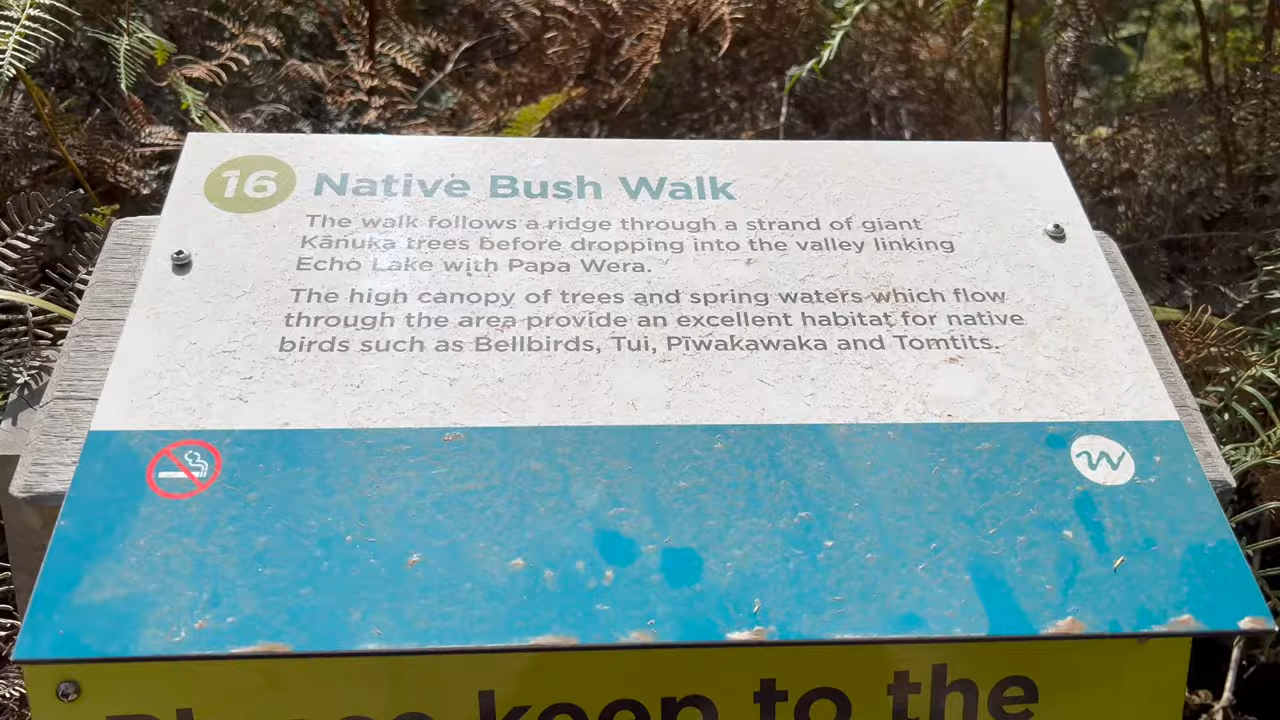 16 Native Bush Walk
The walk follows a ridge through a strand of giant
Kānuka trees before dropping into the valley linking
Echo Lake with Papa Wera.
The high canopy of trees and spring waters which flow
through the area provide an excellent habitat for native
birds such as Bellbirds, Tui, Pīwakawaka and Tomtits.
W
Please keep to the